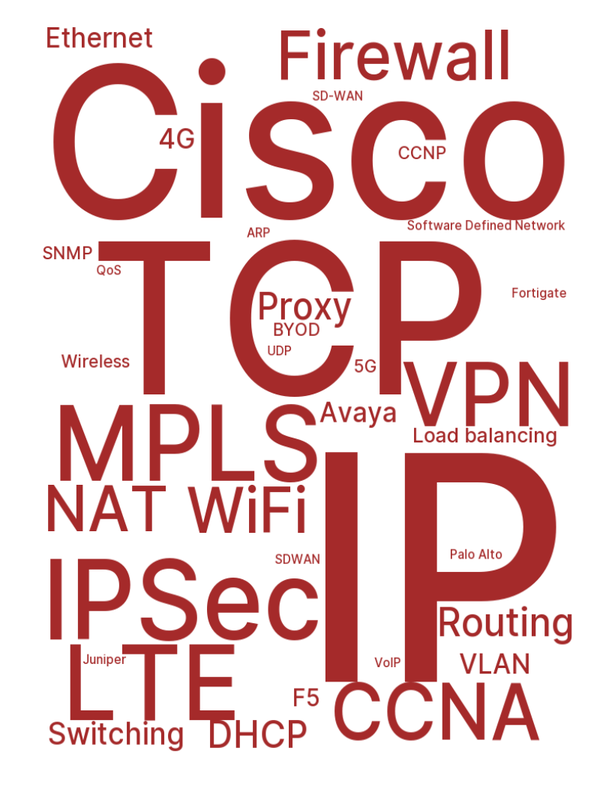 Ethernet
Firewall
Cisco
SD-WAN
4G
CCNP
Software Defined Network
ARP
TCP
SNMP
QoS
Fortigate
Proxy
BYOD
UDP
Wireless
5G
VPN
Avaya
MPLS
Load balancing
IP
NAT
WiFi
Palo Alto
SDWAN
IPSec
Routing
LTE
Juniper
VoIP
VLAN
F5
CCNA
Switching
DHCP